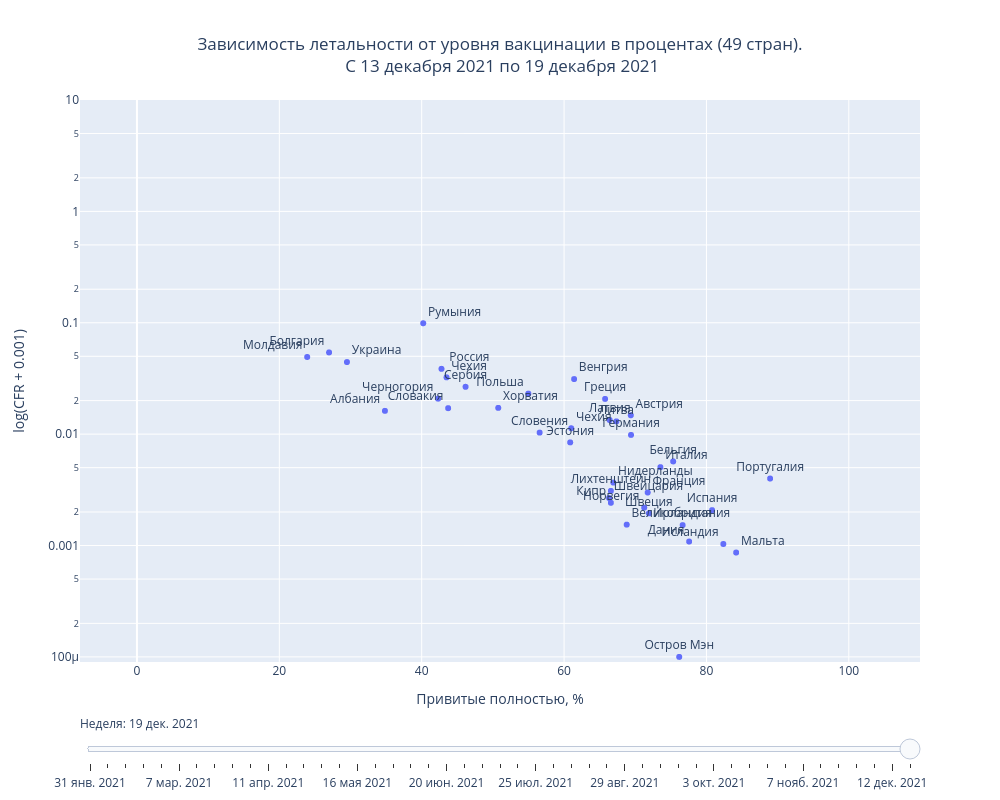 Зависимость летальности от уровня вакцинации в процентах (49 стран).
С 13 декабря 2021 по 19 декабря 2021
10
5
2
1
5
2
0.1
5
2
0.01
5
2
0.001
5
2
100μ
log(CFR + 0.001)
Румыния
Болгария
Молдавия
Украина
Россия
Чехия
Сербия
Польша
Черногория
Словакия
Албания
Хорватия
Венгрия
Греция
Австрия
Латвия
Литва
Чехия
Германия
Словения
Эстония
Бельгия
Италия
Португалия
Нидерланды
Лихтенштейн
Франция
Швейцария
Кипр
Норвегия
Испания
Швеция
Великобритания
Ирландия
Дания
Исландия
Мальта
Остров Мэн
0 20 40 60 80 100
Привитые полностью, %
Неделя: 19 дек. 2021
31 янв. 2021 7 мар. 2021 11 апр. 2021 16 мая 2021 20 июн. 2021 25 июл. 2021 29 авг. 2021 3 окт. 2021 7 нояб. 2021 12 дек. 2021